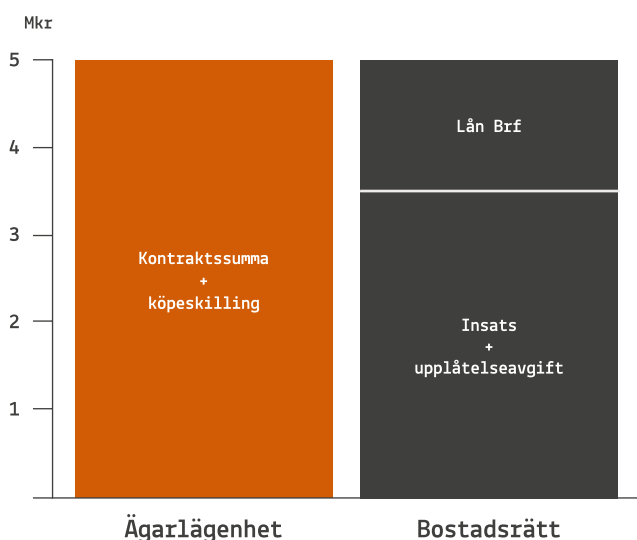 Mkr
5
4
3
2
1
Kontraktssumma
+
köpeskilling
Lån Brf
Insats
+
upplåtelseavgift
Ägarlägenhet
Bostadsrätt